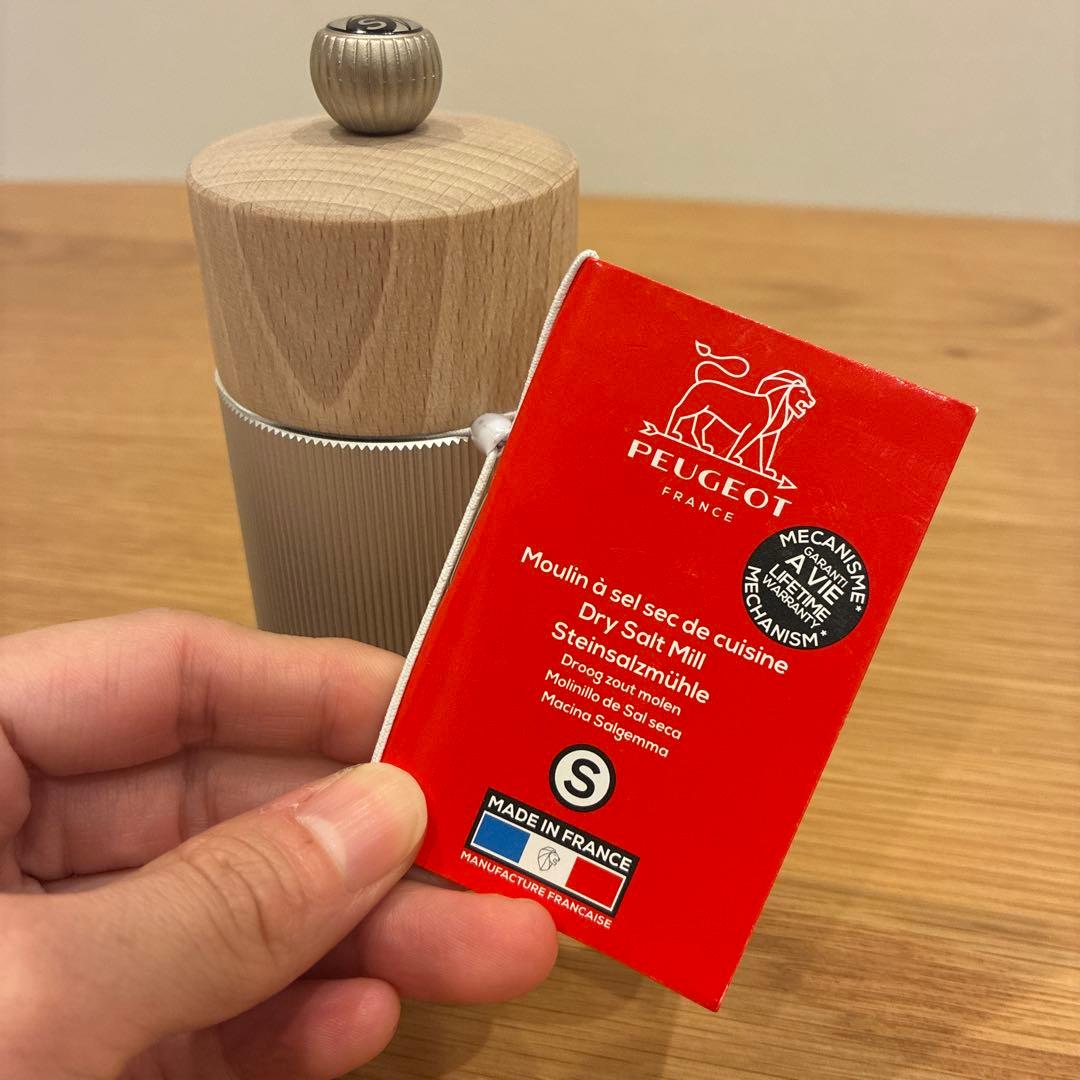 S
PEUGEOT
FRANCE
MECANISME*
GARANTI
A VIE
LIFETIME
WARRANTY
MECHANISM*
Moulin à sel sec de cuisine
Dry Salt Mill
Steinsalzmühle
Droog zout molen
Molinillo de Sal seca
Macina Salgemma
S
MADE IN FRANCE
MANUFACTURE FRANCAISE